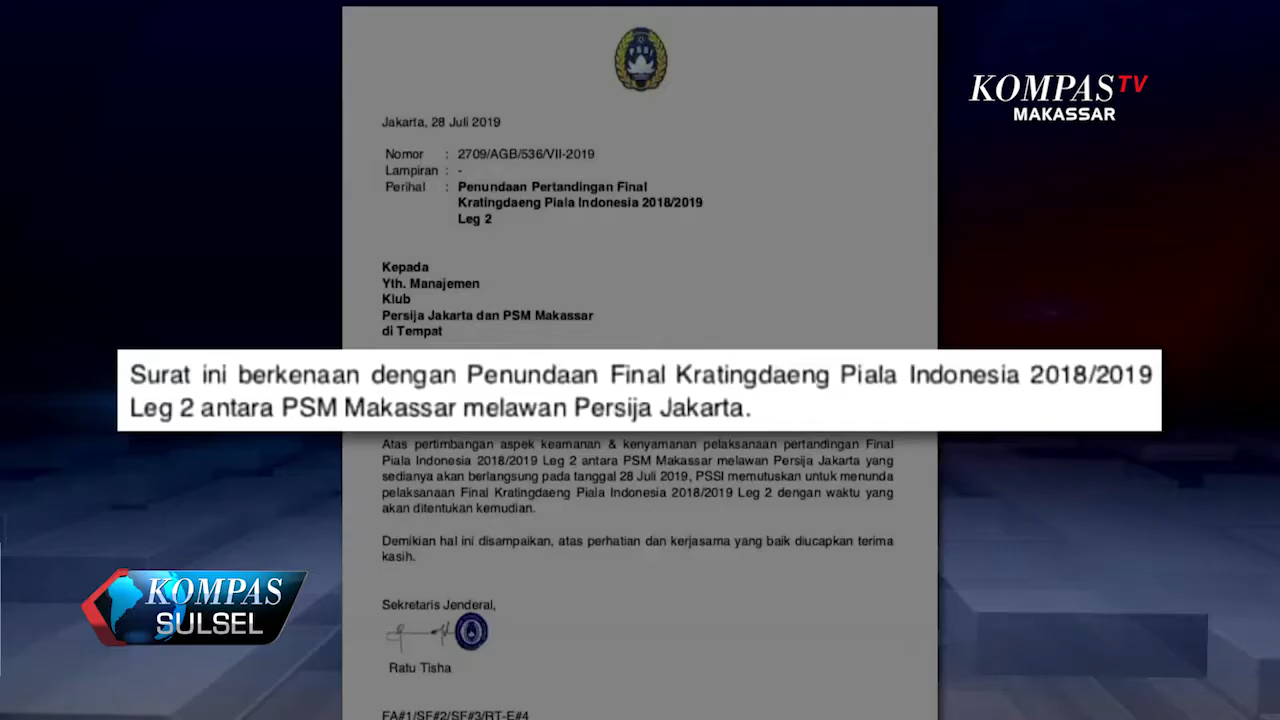 PSSI
KOMPAS TV
MAKASSAR
Jakarta, 28 Juli 2019
Nomor : 2709/AGB/536/VII-2019
Lampiran : -
Perihal : Penundaan Pertandingan Final
Kratingdaeng Piala Indonesia 2018/2019
Leg 2
Kepada
Yth. Manajemen
Klub
Persija Jakarta dan PSM Makassar
di Tempat
Surat ini berkenaan dengan Penundaan Final Kratingdaeng Piala Indonesia 2018/2019
Leg 2 antara PSM Makassar melawan Persija Jakarta.
Atas pertimbangan aspek keamanan & kenyamanan pelaksanaan pertandingan Final
Piala Indonesia 2018/2019 Leg 2 antara PSM Makassar melawan Persija Jakarta yang
sedianya akan berlangsung pada tanggal 28 Juli 2019, PSSI memutuskan untuk menunda
pelaksanaan Final Kratingdaeng Piala Indonesia 2018/2019 Leg 2 dengan waktu yang
akan ditentukan kemudian.
Demikian hal ini disampaikan, atas perhatian dan kerjasama yang baik diucapkan terima
kasih.
Sekretaris Jenderal,
Ratu Tisha
FA#1/SF#2/SF#3/RT-E#4
KOMPAS
SULSEL